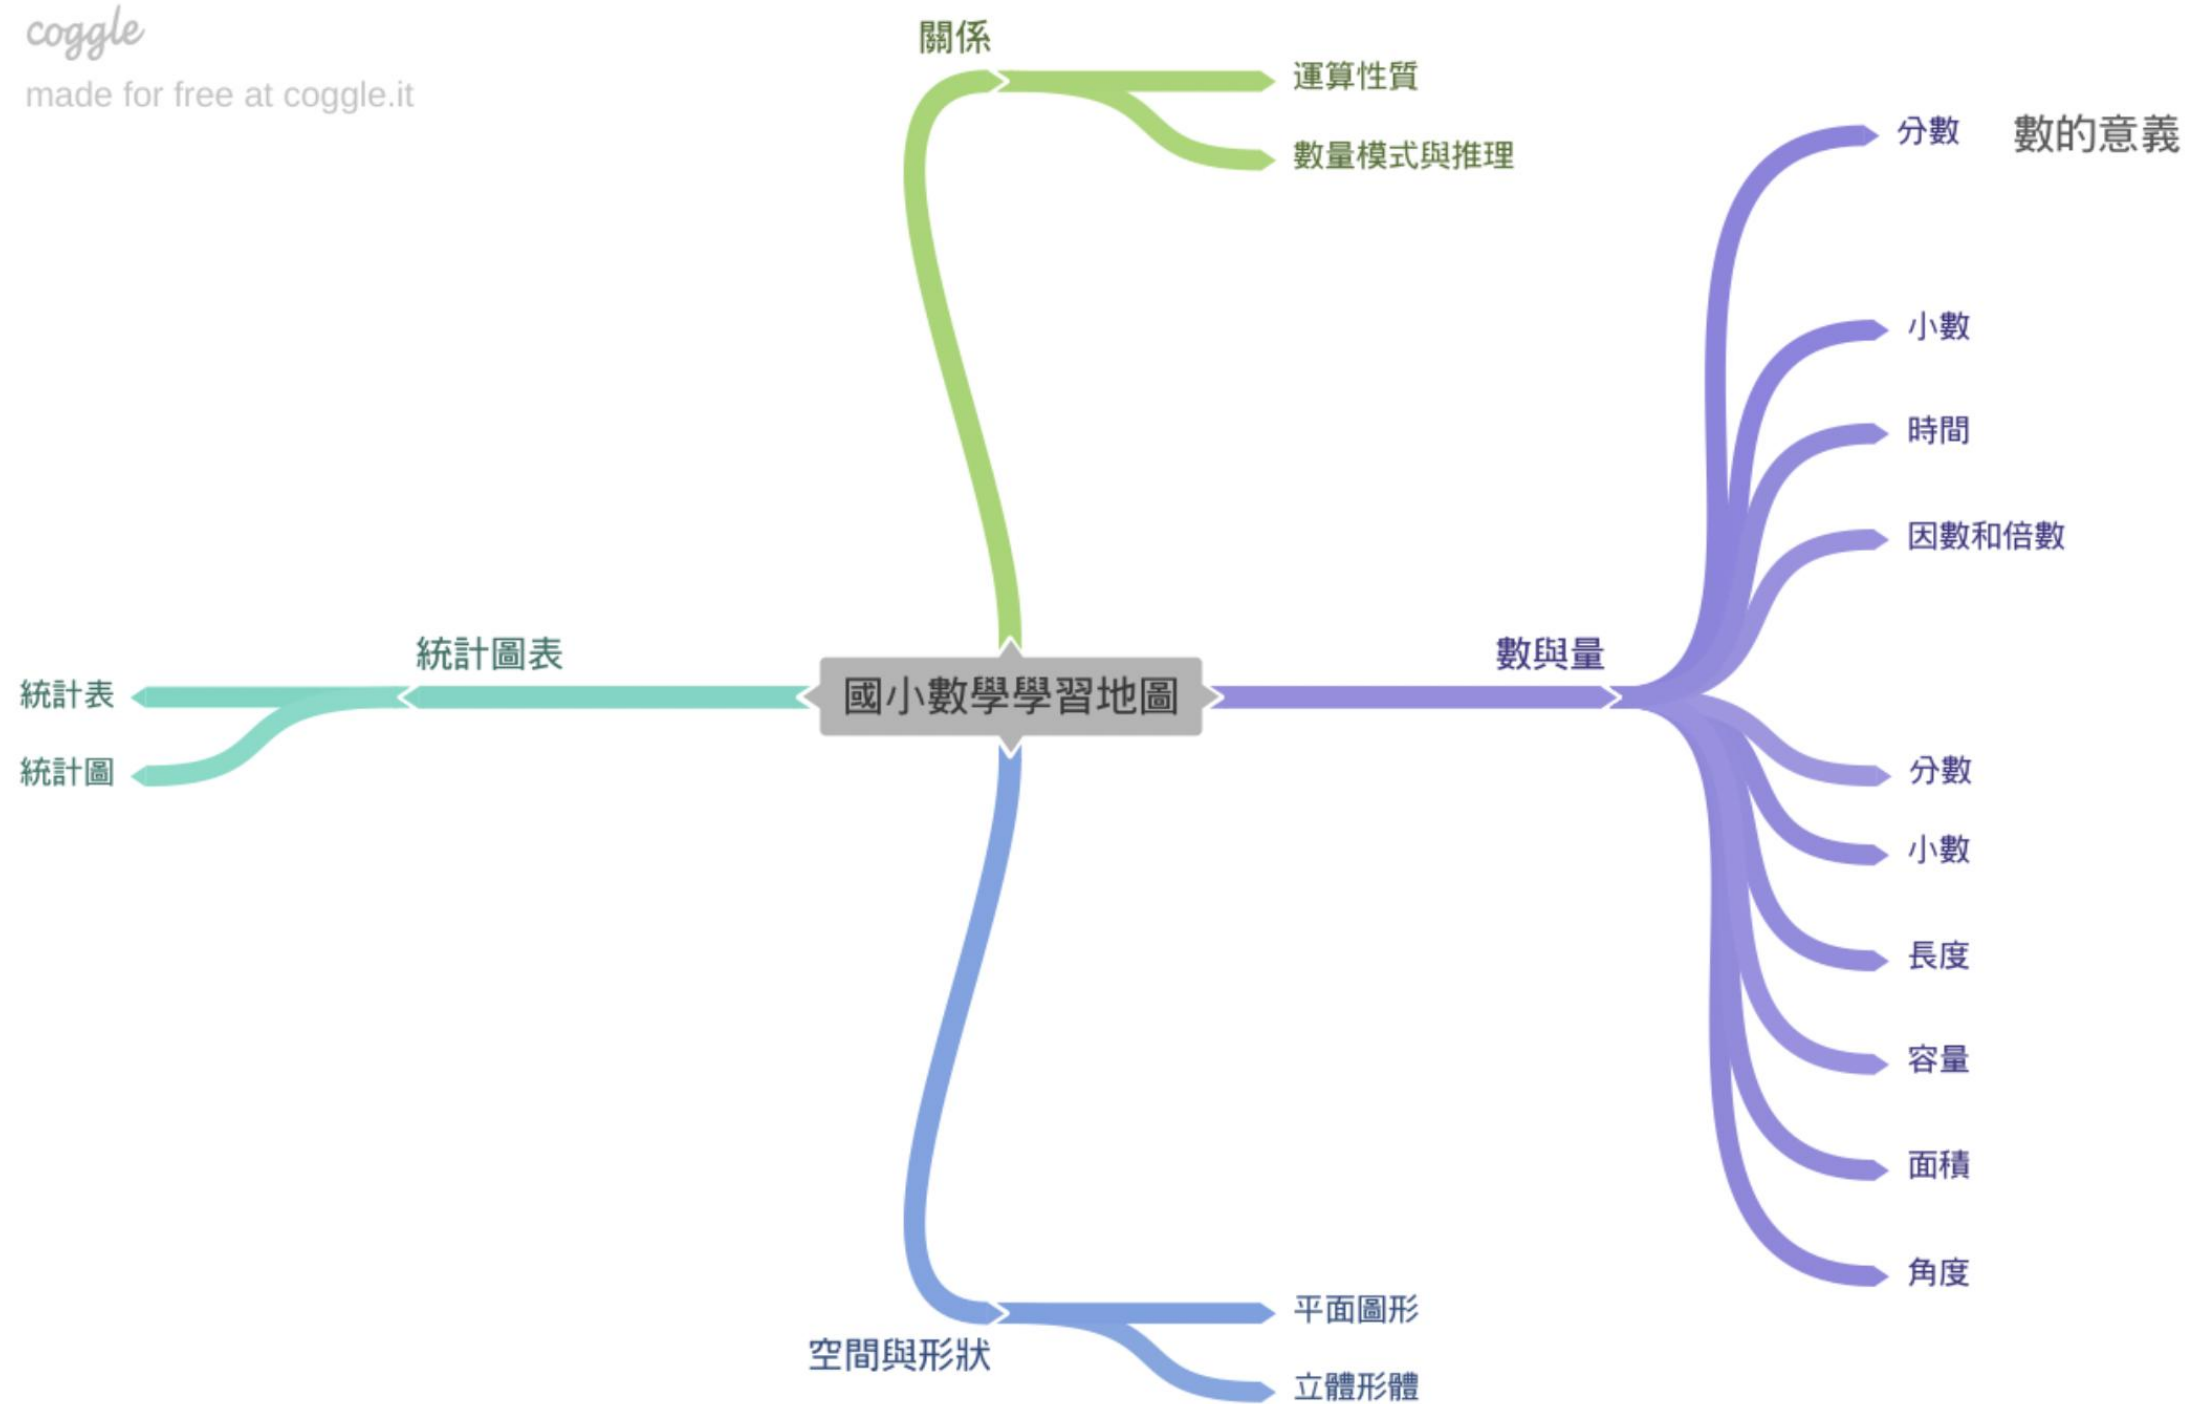 coggle
made for free at coggle.it
關係
運算性質
數量模式與推理
分數
數的意義
小數
時間
因數和倍數
數與量
國小數學學習地圖
統計圖表
統計表
統計圖
分數
小數
長度
容量
面積
角度
空間與形狀
平面圖形
立體形體